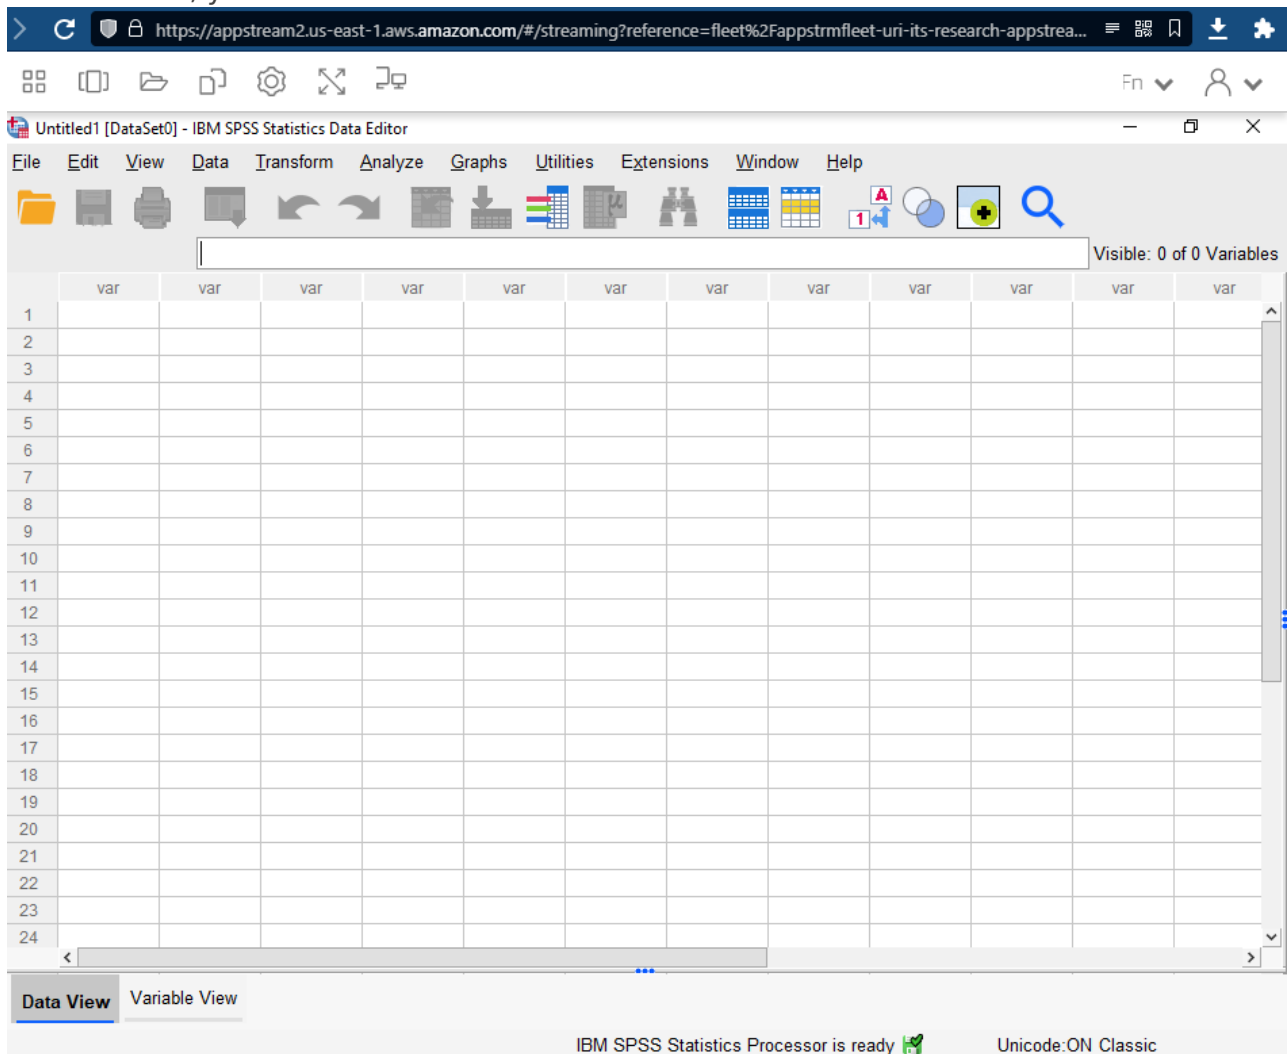 https://appstream2.us-east-1.aws.amazon.com/#/streaming?reference=fleet%2Fappstrmfleet-uri-its-research-appstrea...
Fn
Untitled1 [DataSet0] - IBM SPSS Statistics Data Editor
File Edit View Data Transform Analyze Graphs Utilities Extensions Window Help
A
1
Visible: 0 of 0 Variables
var var var var var var var var var var var var
1
2
3
4
5
6
7
8
9
10
11
12
13
14
15
16
17
18
19
20
21
22
23
24
Data View Variable View
IBM SPSS Statistics Processor is ready Unicode:ON Classic